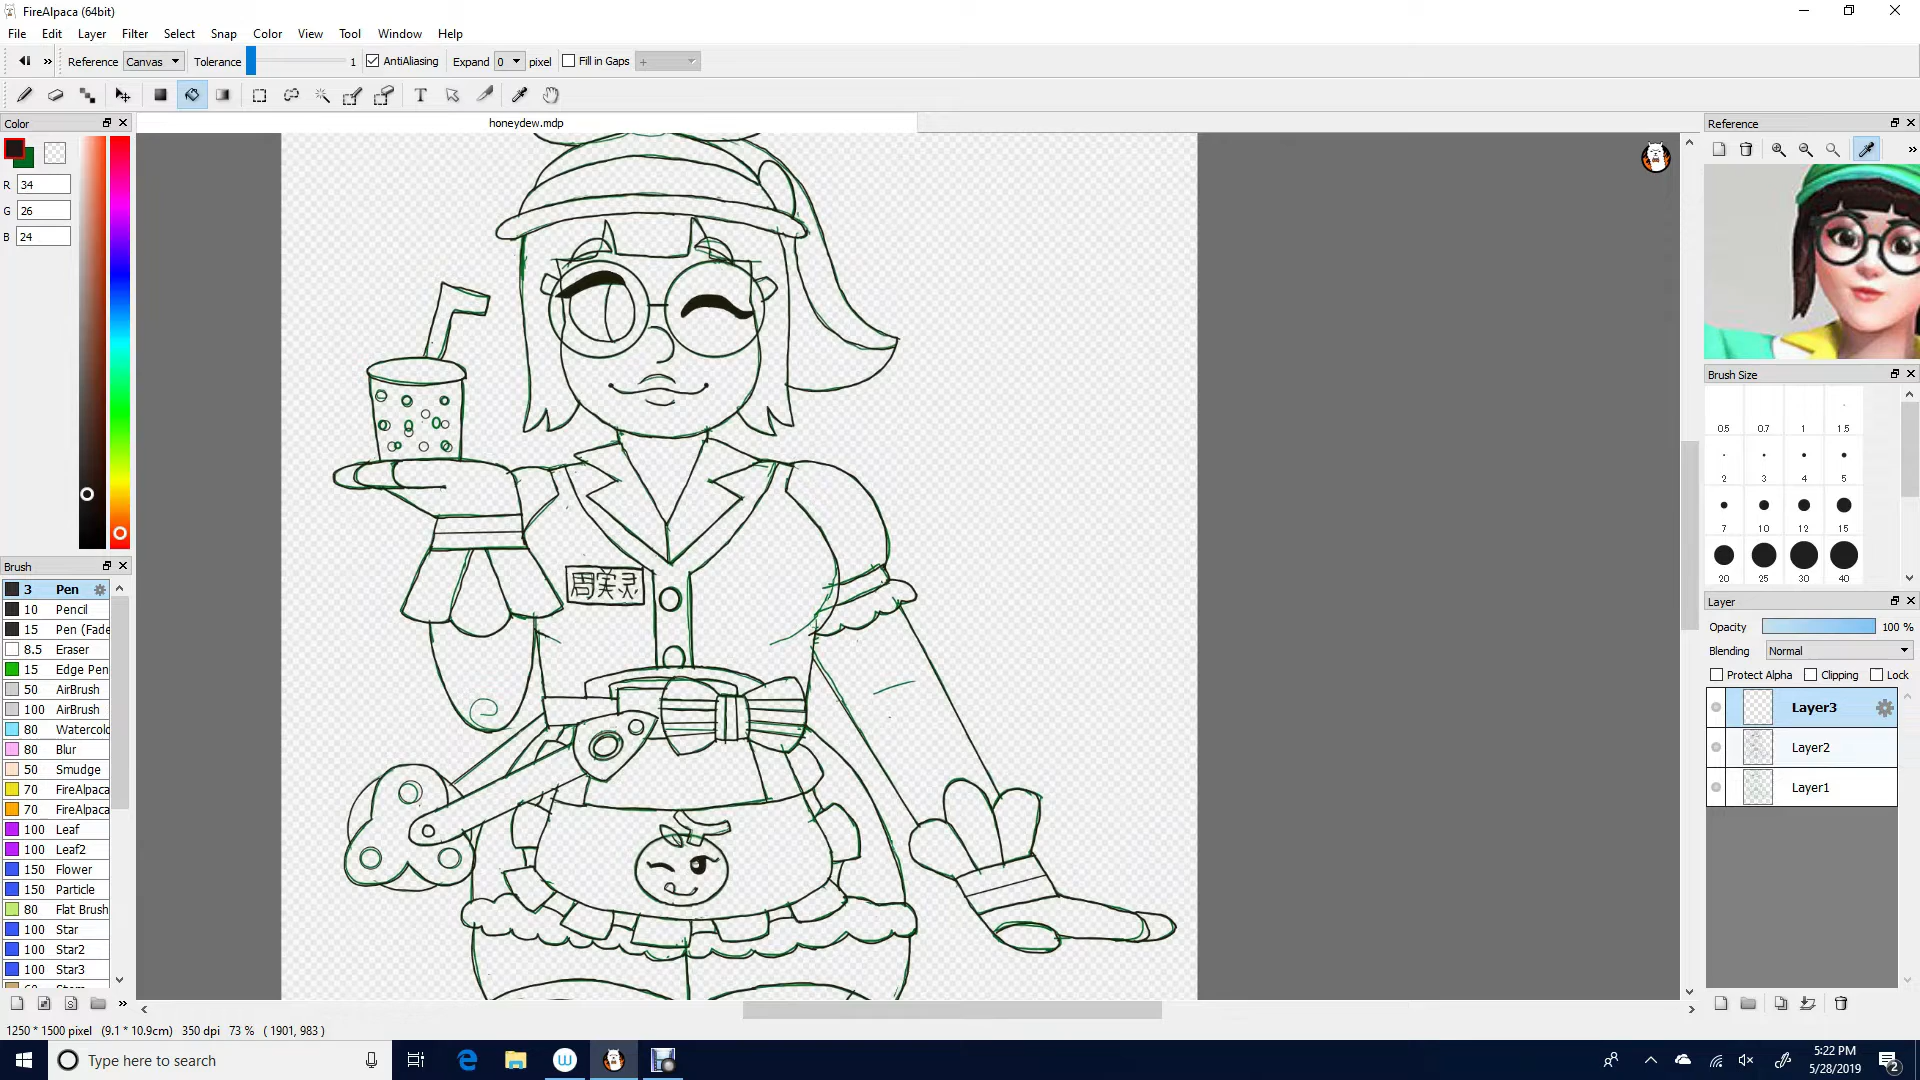 FireAlpaca (64bit)
File Edit Layer Filter Select Snap Color View Tool Window Help
Reference Canvas Tolerance 1 AntiAliasing Expand 0 pixel Fill in Gaps +
T
Color
honeydew.mdp
Reference
R 34
G 26
B 24
Brush Size
0.5 0.7 1 1.5
2 3 4 5
7 10 12 15
20 25 30 40
Brush
3 Pen
10 Pencil
15 Pen (Fade
8.5 Eraser
15 Edge Pen
50 AirBrush
100 AirBrush
80 Watercolo
80 Blur
50 Smudge
70 FireAlpaca
70 FireAlpaca
100 Leaf
100 Leaf2
150 Flower
150 Particle
80 Flat Brush
100 Star
100 Star2
100 Star3
周美灵
Layer
Opacity 100 %
Blending Normal
Protect Alpha Clipping Lock
Layer3
Layer2
Layer1
1250 * 1500 pixel (9.1 * 10.9cm) 350 dpi 73 % ( 1901, 983 )
Type here to search
5:22 PM
5/28/2019
2